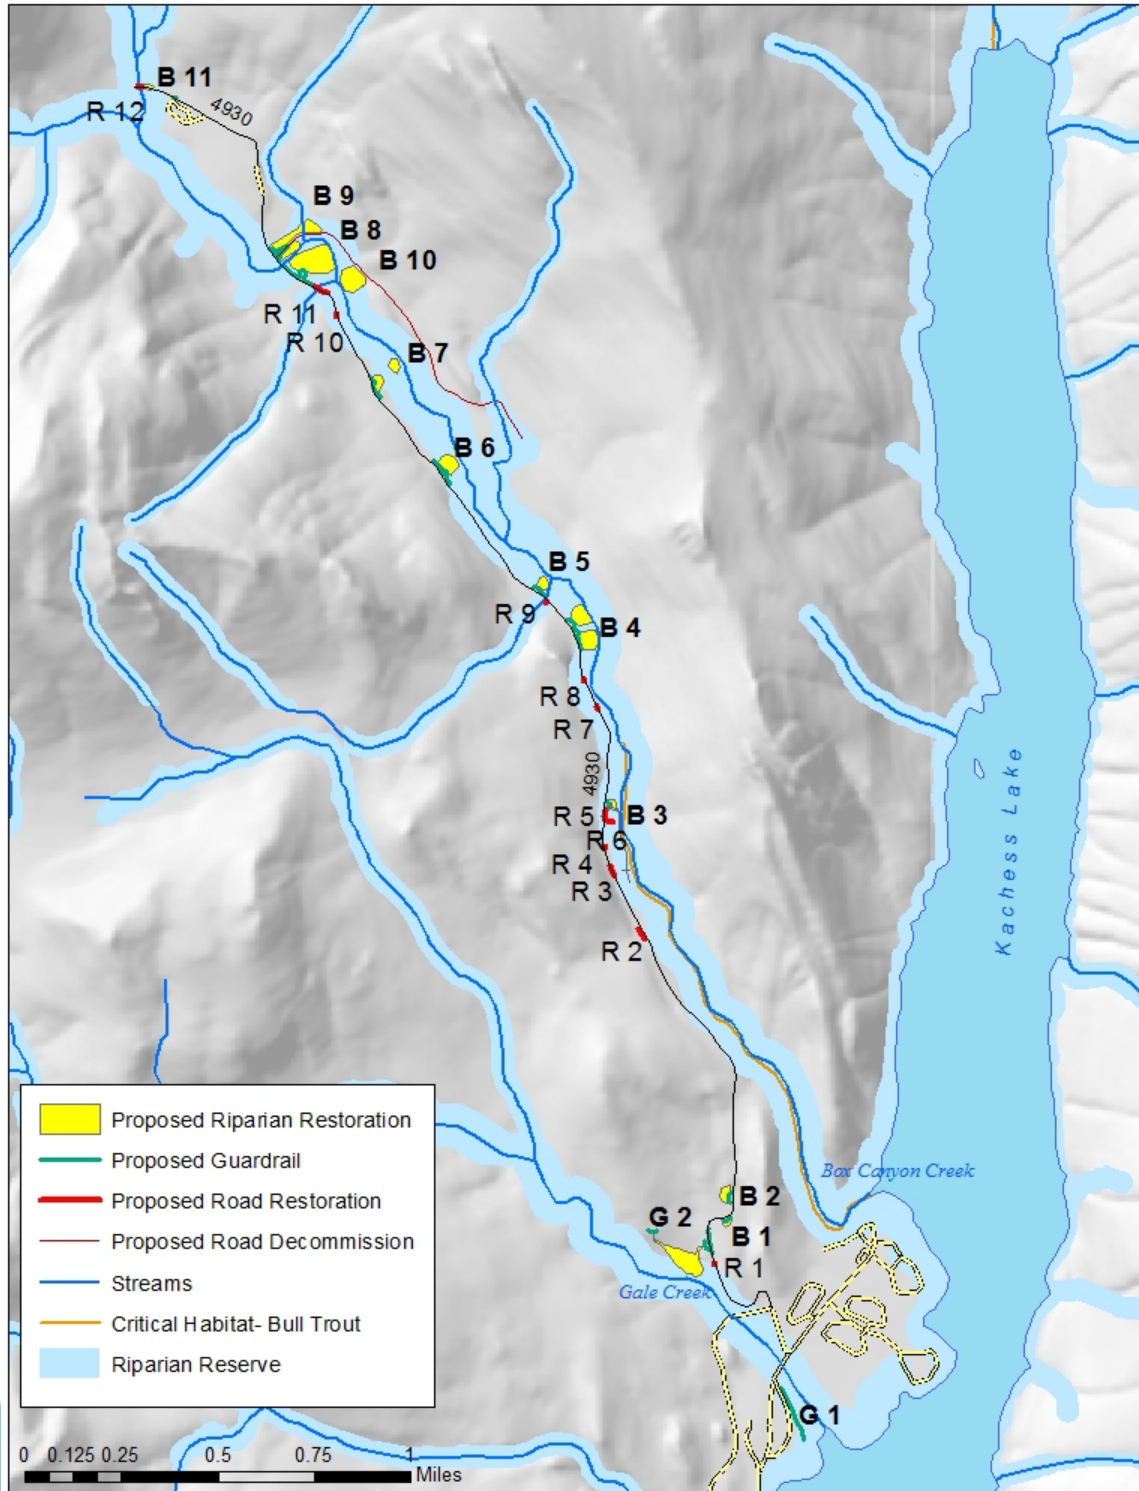 B 11
R 12
4930
B 9
B 8
B 10
R 11
R 10
B 7
B 6
B 5
R 9
B 4
R 8
R 7
4930
R 5
B 3
R 6
R 4
R 3
R 2
Kachess Lake
Box Canyon Creek
B 2
G 2
B 1
R 1
Gale Creek
G 1
Proposed Riparian Restoration
Proposed Guardrail
Proposed Road Restoration
Proposed Road Decommission
Streams
Critical Habitat- Bull Trout
Riparian Reserve
0 0.125 0.25 0.5 0.75 1
Miles